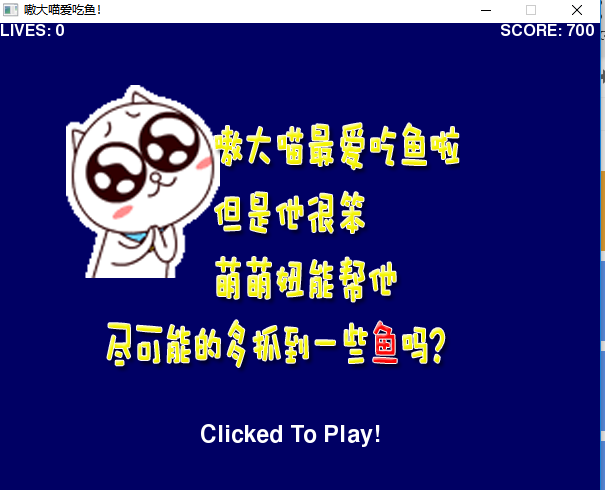 嗷大喵爱吃鱼!
LIVES: 0
SCORE: 700
嗷大喵最爱吃鱼啦
但是他很笨
萌萌妞能帮他
尽可能的多抓到一些鱼吗?
Clicked To Play!